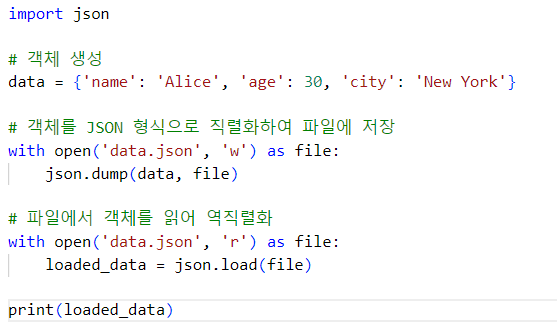 import json
# 객체 생성
data = {'name': 'Alice', 'age': 30, 'city': 'New York'}
# 객체를 JSON 형식으로 직렬화하여 파일에 저장
with open('data.json', 'w') as file:
    json.dump(data, file)
# 파일에서 객체를 읽어 역직렬화
with open('data.json', 'r') as file:
    loaded_data = json.load(file)
print(loaded_data)